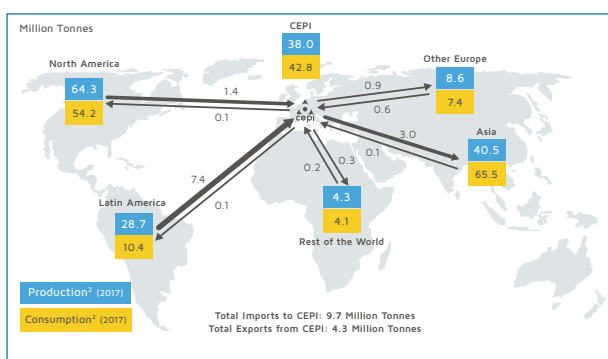 Million Tonnes
CEPI
38.0
42.8
North America
64.3
54.2
Other Europe
8.6
7.4
1.4
0.1
0.9
0.6
cepi
Asia
40.5
65.5
3.0
0.1
7.4
0.1
0.2
0.3
Latin America
28.7
10.4
4.3
4.1
Rest of the World
Production² (2017)
Consumption² (2017)
Total Imports to CEPI: 9.7 Million Tonnes
Total Exports from CEPI: 4.3 Million Tonnes